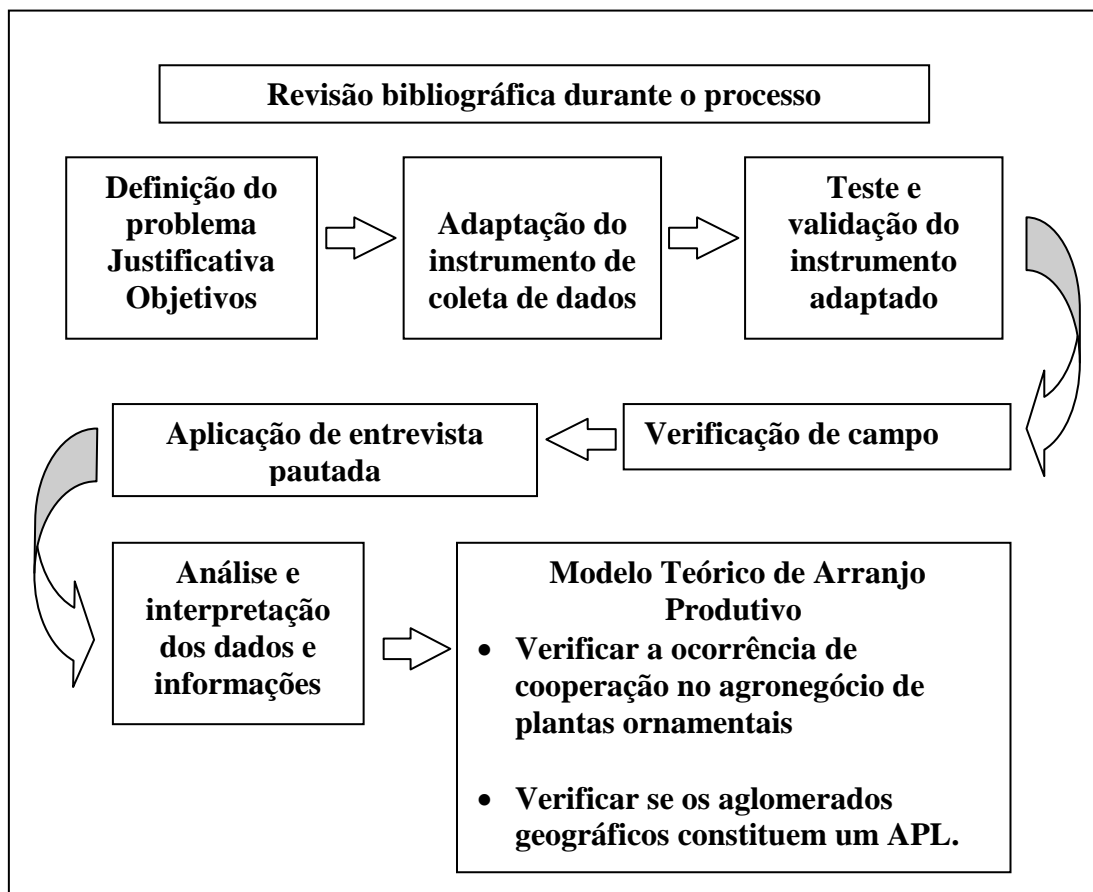 Revisão bibliográfica durante o processo
Definição do
problema
Justificativa
Objetivos
Adaptação do
instrumento de
coleta de dados
Teste e
validação do
instrumento
adaptado
Verificação de campo
Aplicação de entrevista
pautada
Análise e
interpretação
dos dados e
informações
Modelo Teórico de Arranjo
Produtivo
• Verificar a ocorrência de
cooperação no agronegócio de
plantas ornamentais
• Verificar se os aglomerados
geográficos constituem um APL.